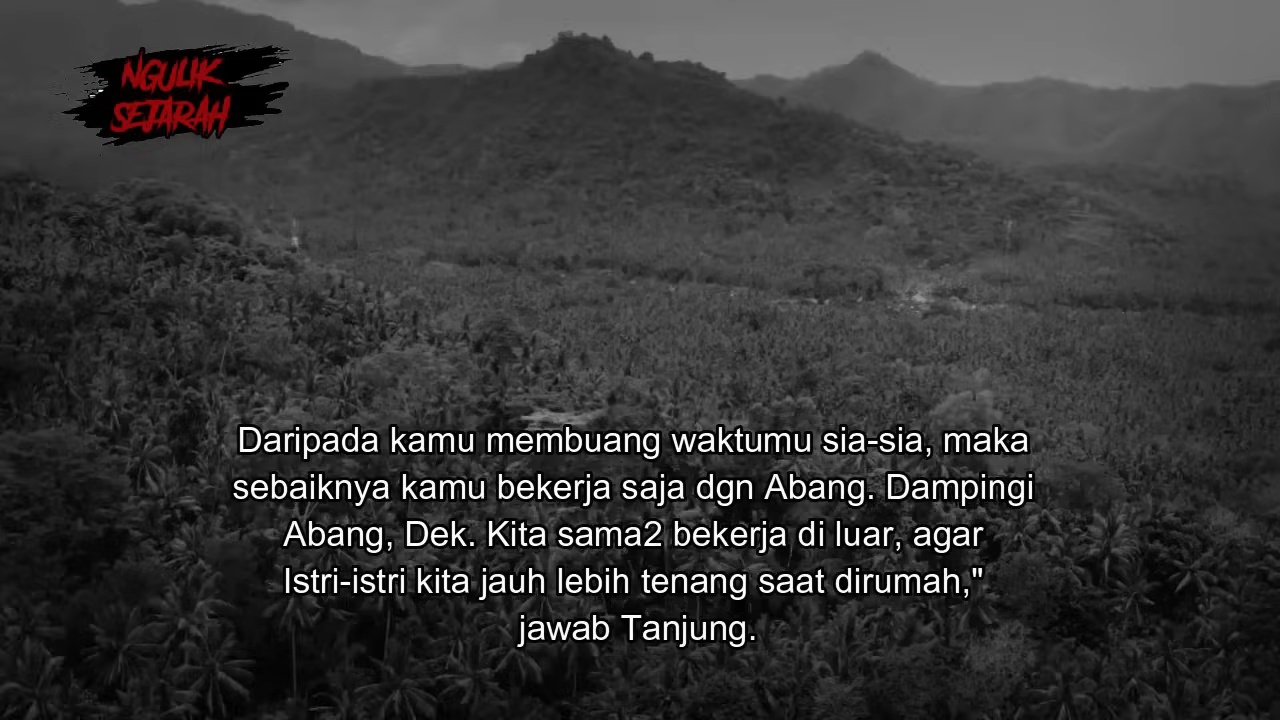 NGULIK
SEJARAH
Daripada kamu membuang waktumu sia-sia, maka
sebaiknya kamu bekerja saja dgn Abang. Dampingi
Abang, Dek. Kita sama2 bekerja di luar, agar
Istri-istri kita jauh lebih tenang saat dirumah,"
jawab Tanjung.